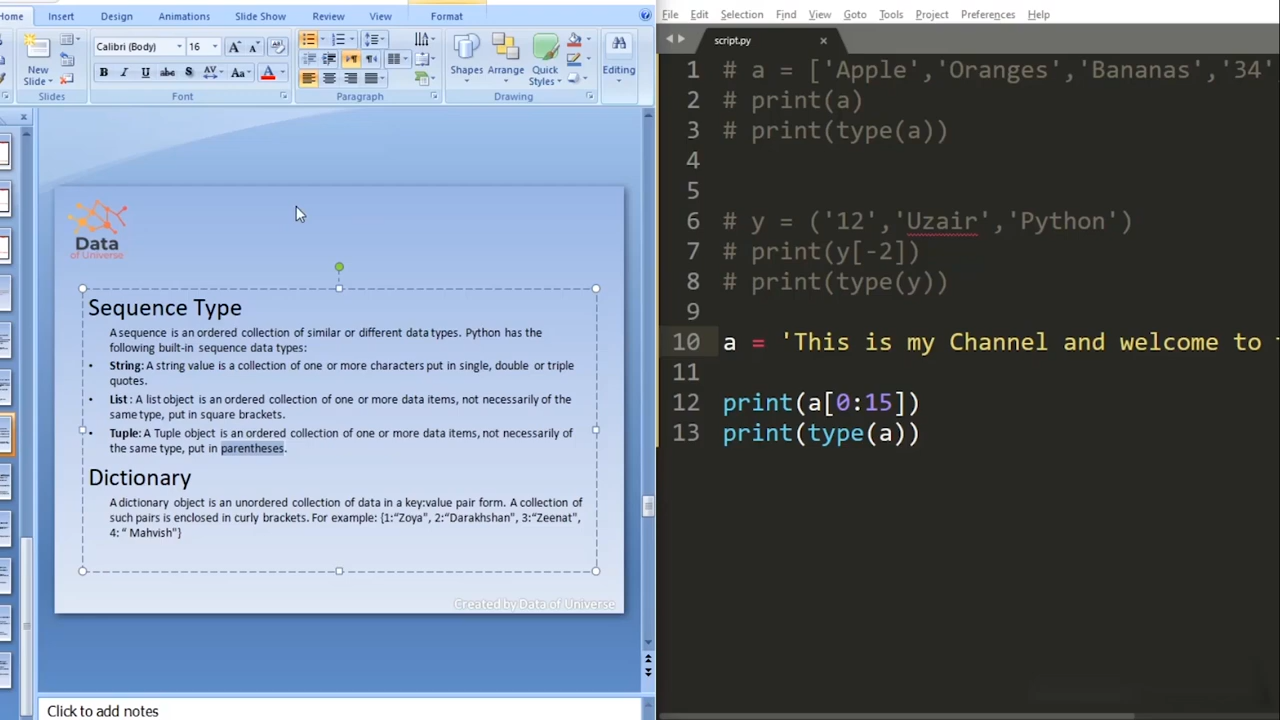 Home Insert Design Animations Slide Show Review View Format
Calibri (Body) 16
New
Slide
B I U abc S AV Aa A
Shapes Arrange Quick
Styles
Editing
Slides Font Paragraph Drawing
Data
of Universe
Sequence Type
A sequence is an ordered collection of similar or different data types. Python has the
following built-in sequence data types:
• String: A string value is a collection of one or more characters put in single, double or triple
quotes.
• List : A list object is an ordered collection of one or more data items, not necessarily of the
same type, put in square brackets.
• Tuple: A Tuple object is an ordered collection of one or more data items, not necessarily of
the same type, put in parentheses.
Dictionary
A dictionary object is an unordered collection of data in a key:value pair form. A collection of
such pairs is enclosed in curly brackets. For example: {1:“Zoya", 2:“Darakhshan", 3:“Zeenat",
4: “ Mahvish"}
Created by Data of Universe
Click to add notes
File Edit Selection Find View Goto Tools Project Preferences Help
script.py ×
1 # a = ['Apple','Oranges','Bananas','34'
2 # print(a)
3 # print(type(a))
4
5
6 # y = ('12','Uzair','Python')
7 # print(y[-2])
8 # print(type(y))
9
10 a = 'This is my Channel and welcome to
11
12 print(a[0:15])
13 print(type(a))